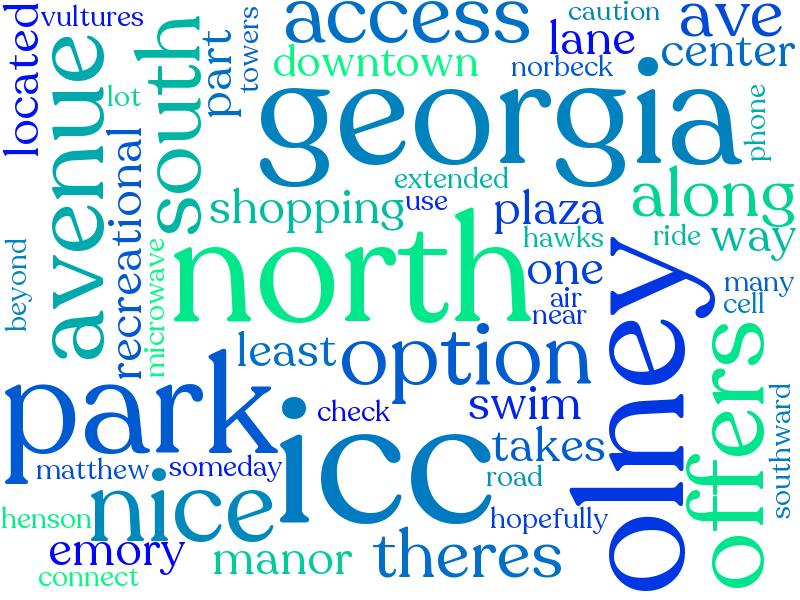 located
vultures
avenue
lot
south
part
towers
access
caution
ave
lane
center
downtown
norbeck
georgia
phone
recreational
extended
shopping
use
plaza
along
hawks
ride
way
beyond
microwave
north
one
air
near
many
cell
olney
least
option
offers
park
check
swim
southward
matthew
someday
icc
takes
road
henson
nice
hopefully
emory
connect
manor
theres